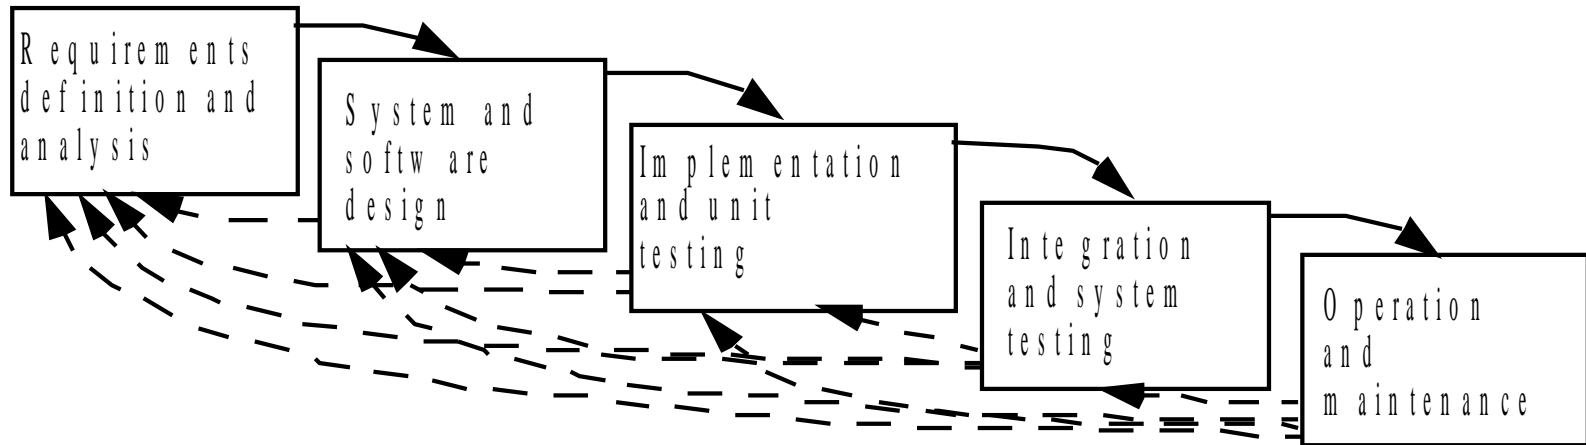 Requirements
definition and
analysis
System and
software
design
Implementation
and unit
testing
Integration
and system
testing
Operation
and
maintenance